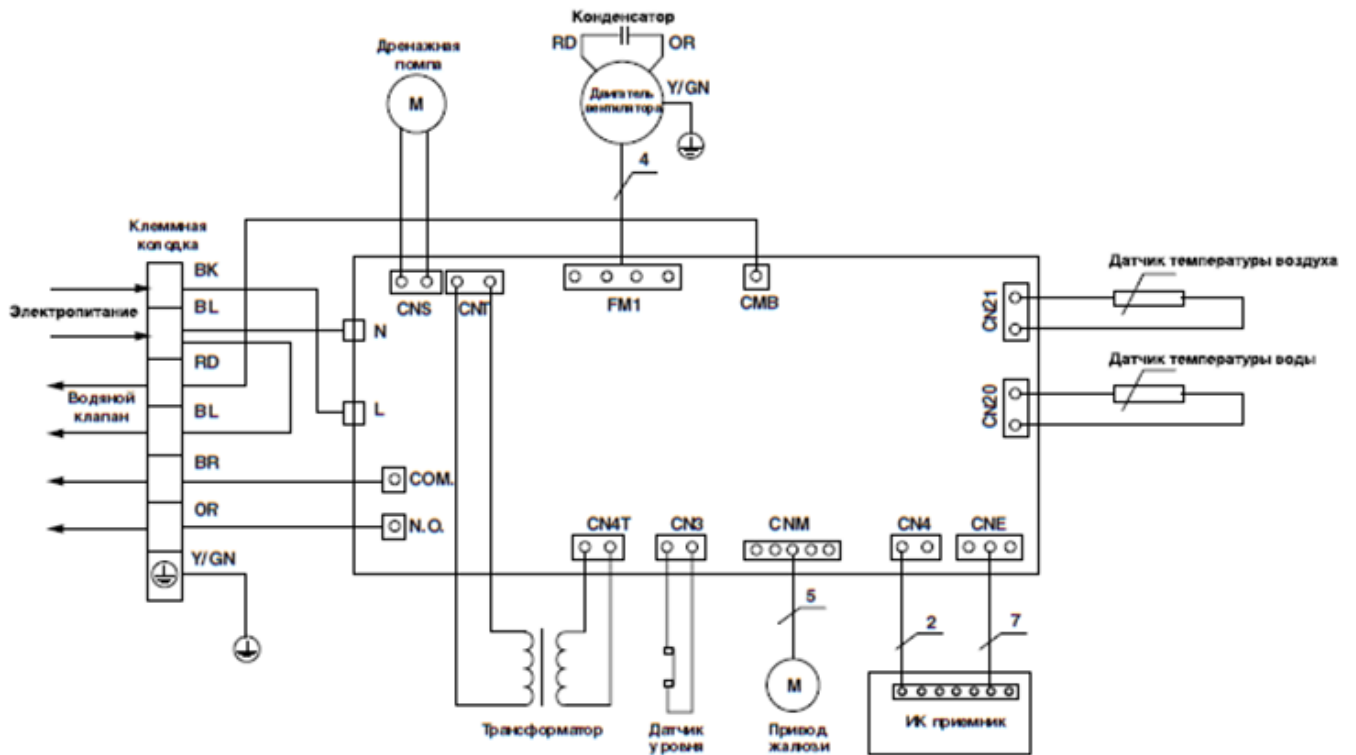 Конденсатор
RD
OR
Дренажная
помпа
M
Двигатель
вентилятора
Y/GN
4
Клеммная
колодка
BK
BL
Электропитание
RD
Водяной
клапан
BL
BR
OR
Y/GN
N
L
COM.
N.O.
CNS
CNT
FM1
CMB
CN21
Датчик температуры воздуха
CN20
Датчик температуры воды
CN4T
CN3
CNM
CN4
CNE
5
2
7
M
Трансформатор
Датчик
уровня
Привод
жалюзи
ИК приемник